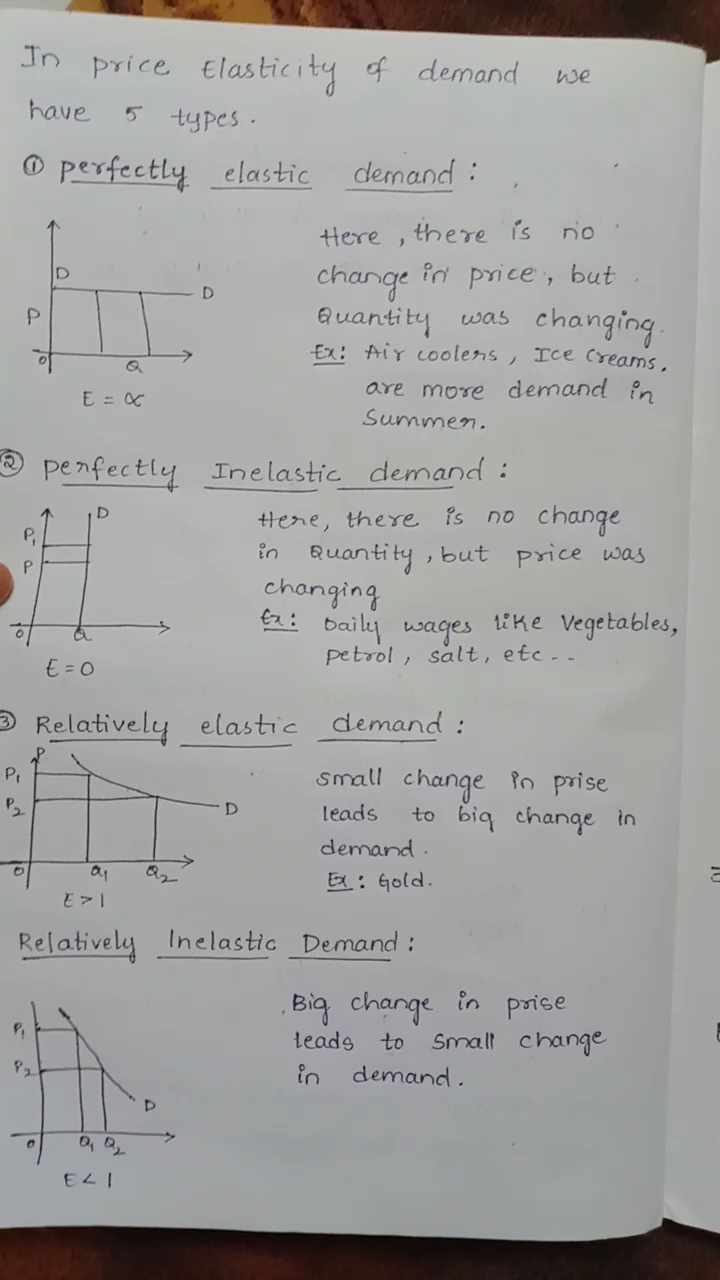 In price Elasticity of demand we
have 5 types.
① perfectly elastic demand :
D
D
P
0
Q
E = ∝
Here, there is no
change in price, but
Quantity was changing.
Ex: Air coolers, Ice creams,
are more demand in
Summer.
② perfectly Inelastic demand :
D
P1
P
0
Q
E = 0
Here, there is no change
in Quantity, but price was
changing
Ex: Daily wages like vegetables,
petrol, salt, etc - -
③ Relatively elastic demand :
P
P1
P2
D
0
Q1
Q2
E > 1
Small change in prise
leads to big change in
demand.
Ex : Gold.
Relatively Inelastic Demand :
P1
P2
D
0
Q1 Q2
E < 1
Big change in prise
leads to small change
in demand.